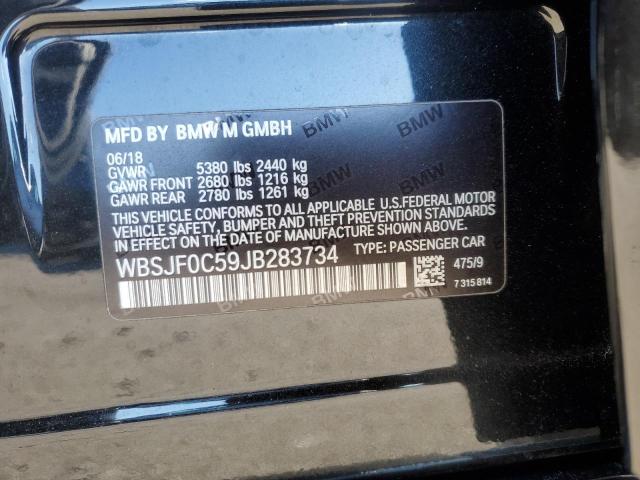 MFD BY BMW M GMBH
06/18
GVWR 5380 lbs 2440 kg
GAWR FRONT 2680 lbs 1216 kg
GAWR REAR 2780 lbs 1261 kg
THIS VEHICLE CONFORMS TO ALL APPLICABLE U.S.FEDERAL MOTOR
VEHICLE SAFETY, BUMPER AND THEFT PREVENTION STANDARDS
IN EFFECT ON THE DATE OF MANUFACTURE SHOWN ABOVE.
WBSJF0C59JB283734 TYPE: PASSENGER CAR
475/9
7 315 814